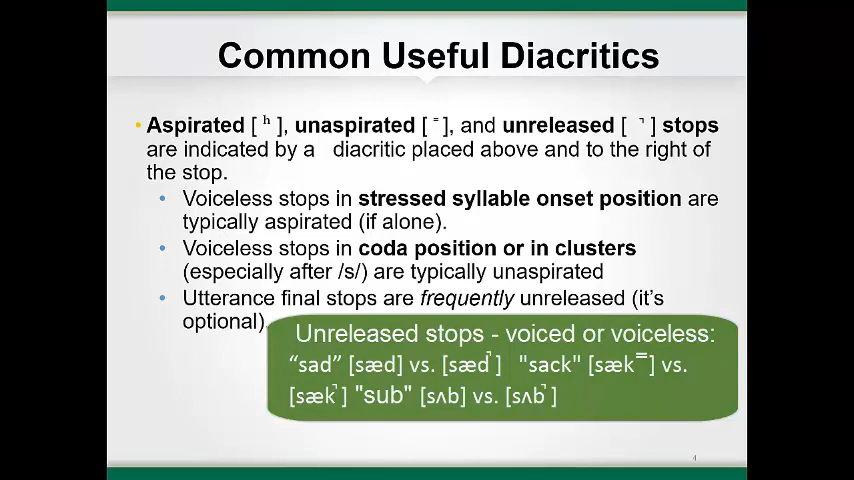 Common Useful Diacritics
• Aspirated [ ʰ ], unaspirated [ ⁼ ], and unreleased [ ̚ ] stops
are indicated by a diacritic placed above and to the right of
the stop.
• Voiceless stops in stressed syllable onset position are
typically aspirated (if alone).
• Voiceless stops in coda position or in clusters
(especially after /s/) are typically unaspirated
• Utterance final stops are frequently unreleased (it’s
optional).
Unreleased stops - voiced or voiceless:
“sad” [sæd] vs. [sæd̚ ] "sack" [sæk⁼] vs.
[sæk̚ ] "sub" [sʌb] vs. [sʌb̚ ]
4